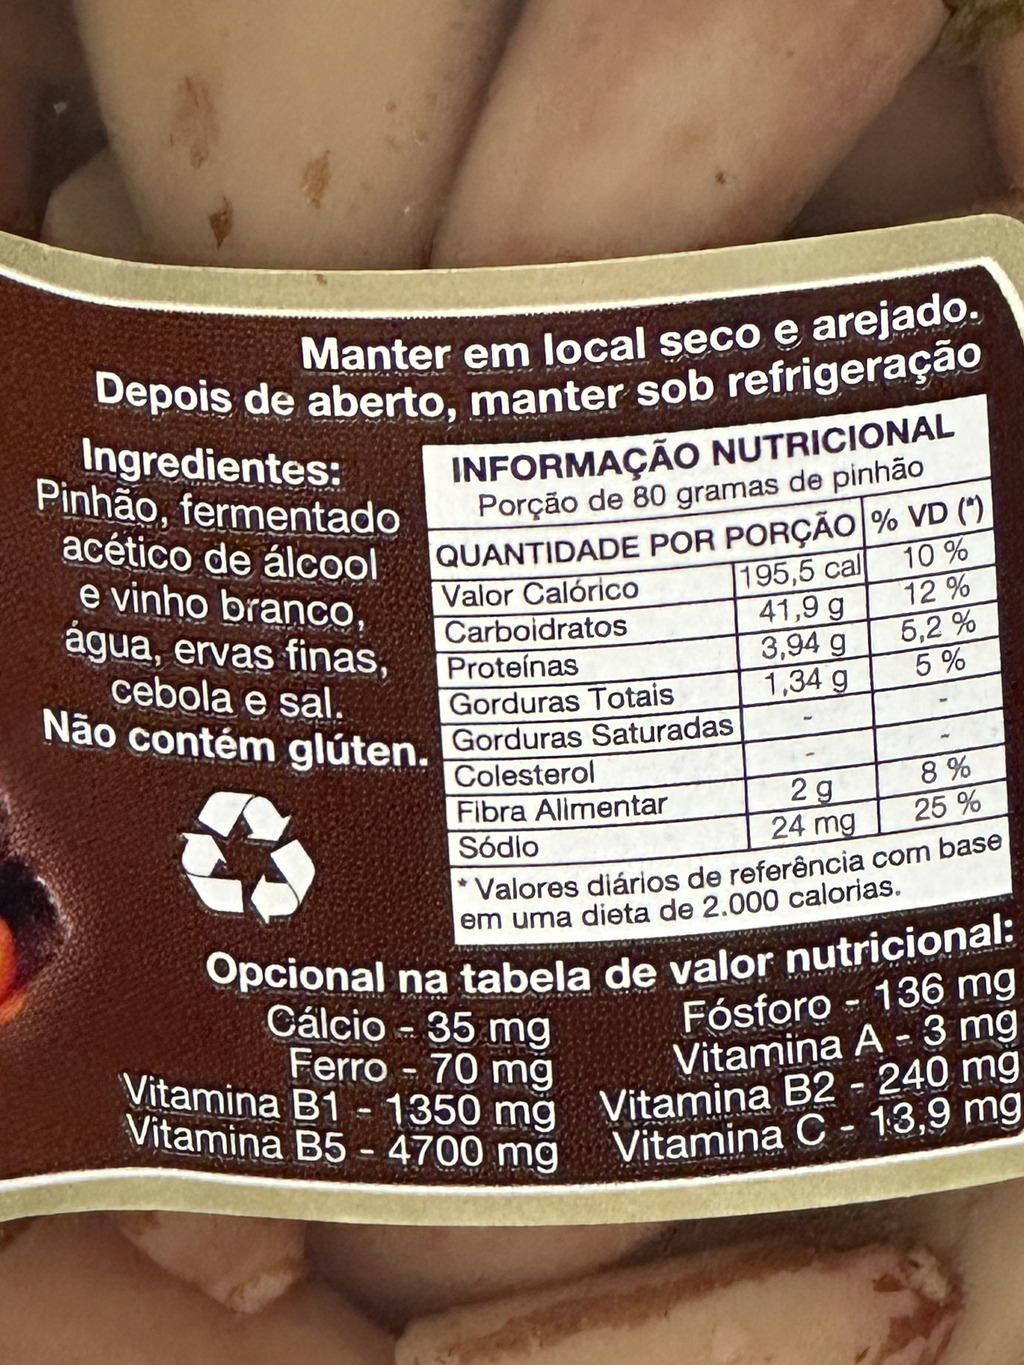 Manter em local seco e arejado.
Depois de aberto, manter sob refrigeração
Ingredientes:
Pinhão, fermentado
acético de álcool
e vinho branco,
água, ervas finas,
cebola e sal.
Não contém glúten.
INFORMAÇÃO NUTRICIONAL
Porção de 80 gramas de pinhão
QUANTIDADE POR PORÇÃO % VD (*)
Valor Calórico 195,5 cal 10 %
Carboidratos 41,9 g 12 %
Proteínas 3,94 g 5,2 %
Gorduras Totais 1,34 g 5 %
Gorduras Saturadas - -
Colesterol - -
Fibra Alimentar 2 g 8 %
Sódio 24 mg 25 %
* Valores diários de referência com base
em uma dieta de 2.000 calorias.
Opcional na tabela de valor nutricional:
Cálcio - 35 mg Fósforo - 136 mg
Ferro - 70 mg Vitamina A - 3 mg
Vitamina B1 - 1350 mg Vitamina B2 - 240 mg
Vitamina B5 - 4700 mg Vitamina C - 13,9 mg